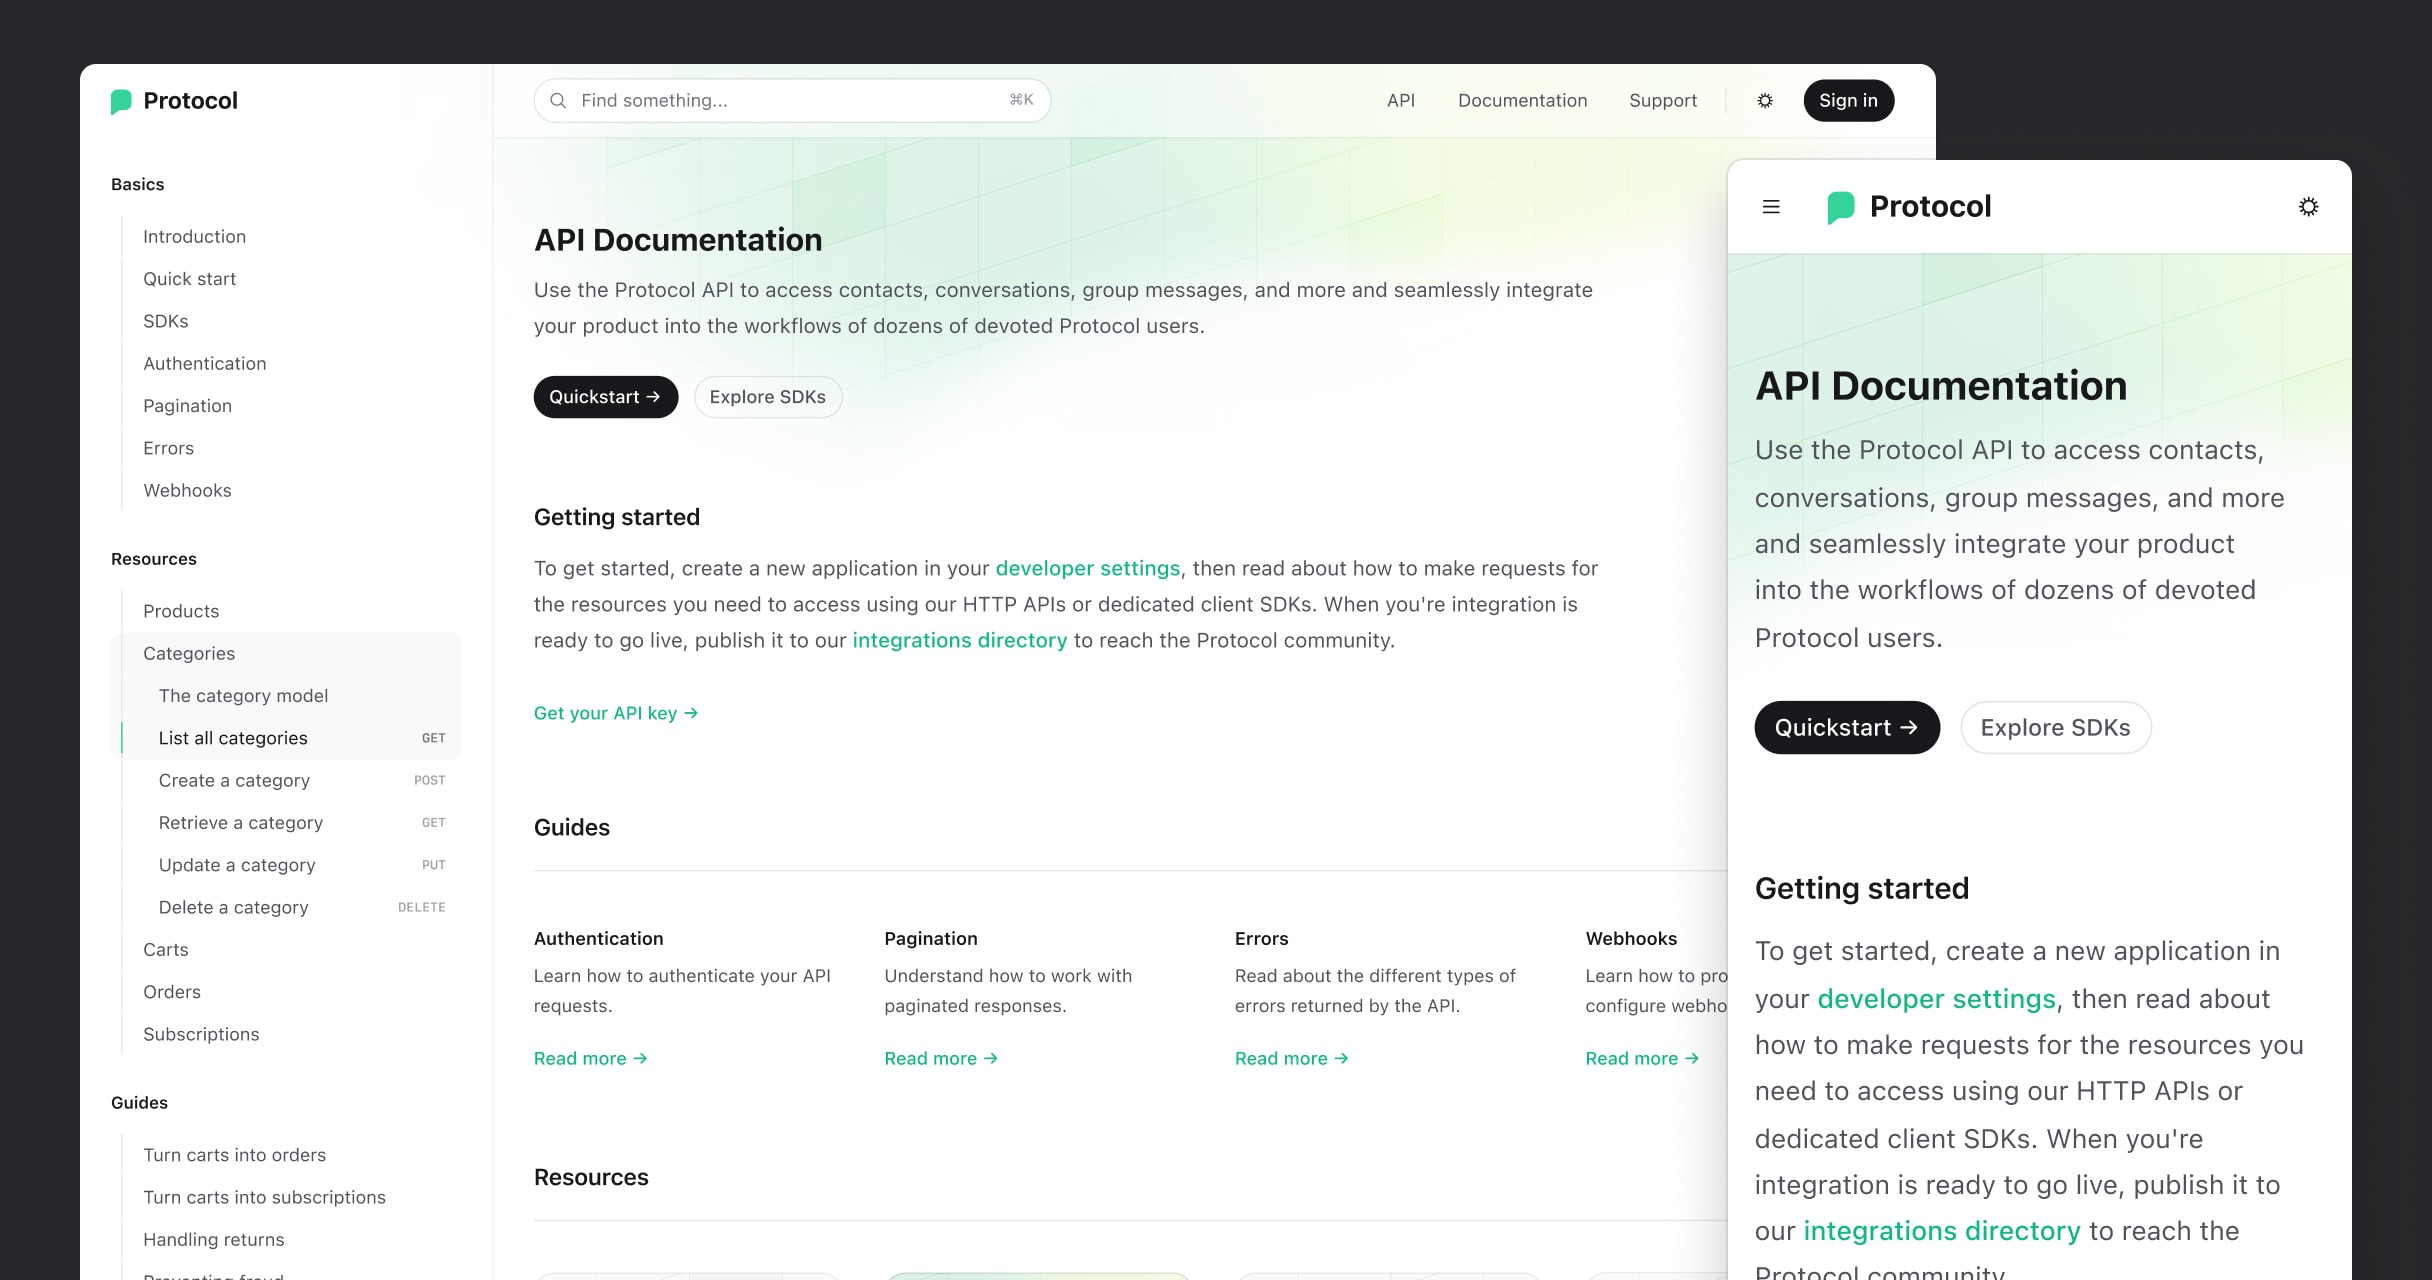 Protocol
Find something...
⌘K
API
Documentation
Support
Sign in
Basics
Introduction
Quick start
SDKs
Authentication
Pagination
Errors
Webhooks
Resources
Products
Categories
The category model
List all categories GET
Create a category POST
Retrieve a category GET
Update a category PUT
Delete a category DELETE
Carts
Orders
Subscriptions
Guides
Turn carts into orders
Turn carts into subscriptions
Handling returns
API Documentation
Use the Protocol API to access contacts, conversations, group messages, and more and seamlessly integrate
your product into the workflows of dozens of devoted Protocol users.
Quickstart →
Explore SDKs
Getting started
To get started, create a new application in your developer settings, then read about how to make requests for
the resources you need to access using our HTTP APIs or dedicated client SDKs. When you're integration is
ready to go live, publish it to our integrations directory to reach the Protocol community.
Get your API key →
Guides
Authentication
Learn how to authenticate your API
requests.
Read more →
Pagination
Understand how to work with
paginated responses.
Read more →
Errors
Read about the different types of
errors returned by the API.
Read more →
Webhooks
Learn how to pro
configure webho
Read more →
Resources
Protocol
API Documentation
Use the Protocol API to access contacts,
conversations, group messages, and more
and seamlessly integrate your product
into the workflows of dozens of devoted
Protocol users.
Quickstart →
Explore SDKs
Getting started
To get started, create a new application in
your developer settings, then read about
how to make requests for the resources you
need to access using our HTTP APIs or
dedicated client SDKs. When you're
integration is ready to go live, publish it to
our integrations directory to reach the
Protocol community.